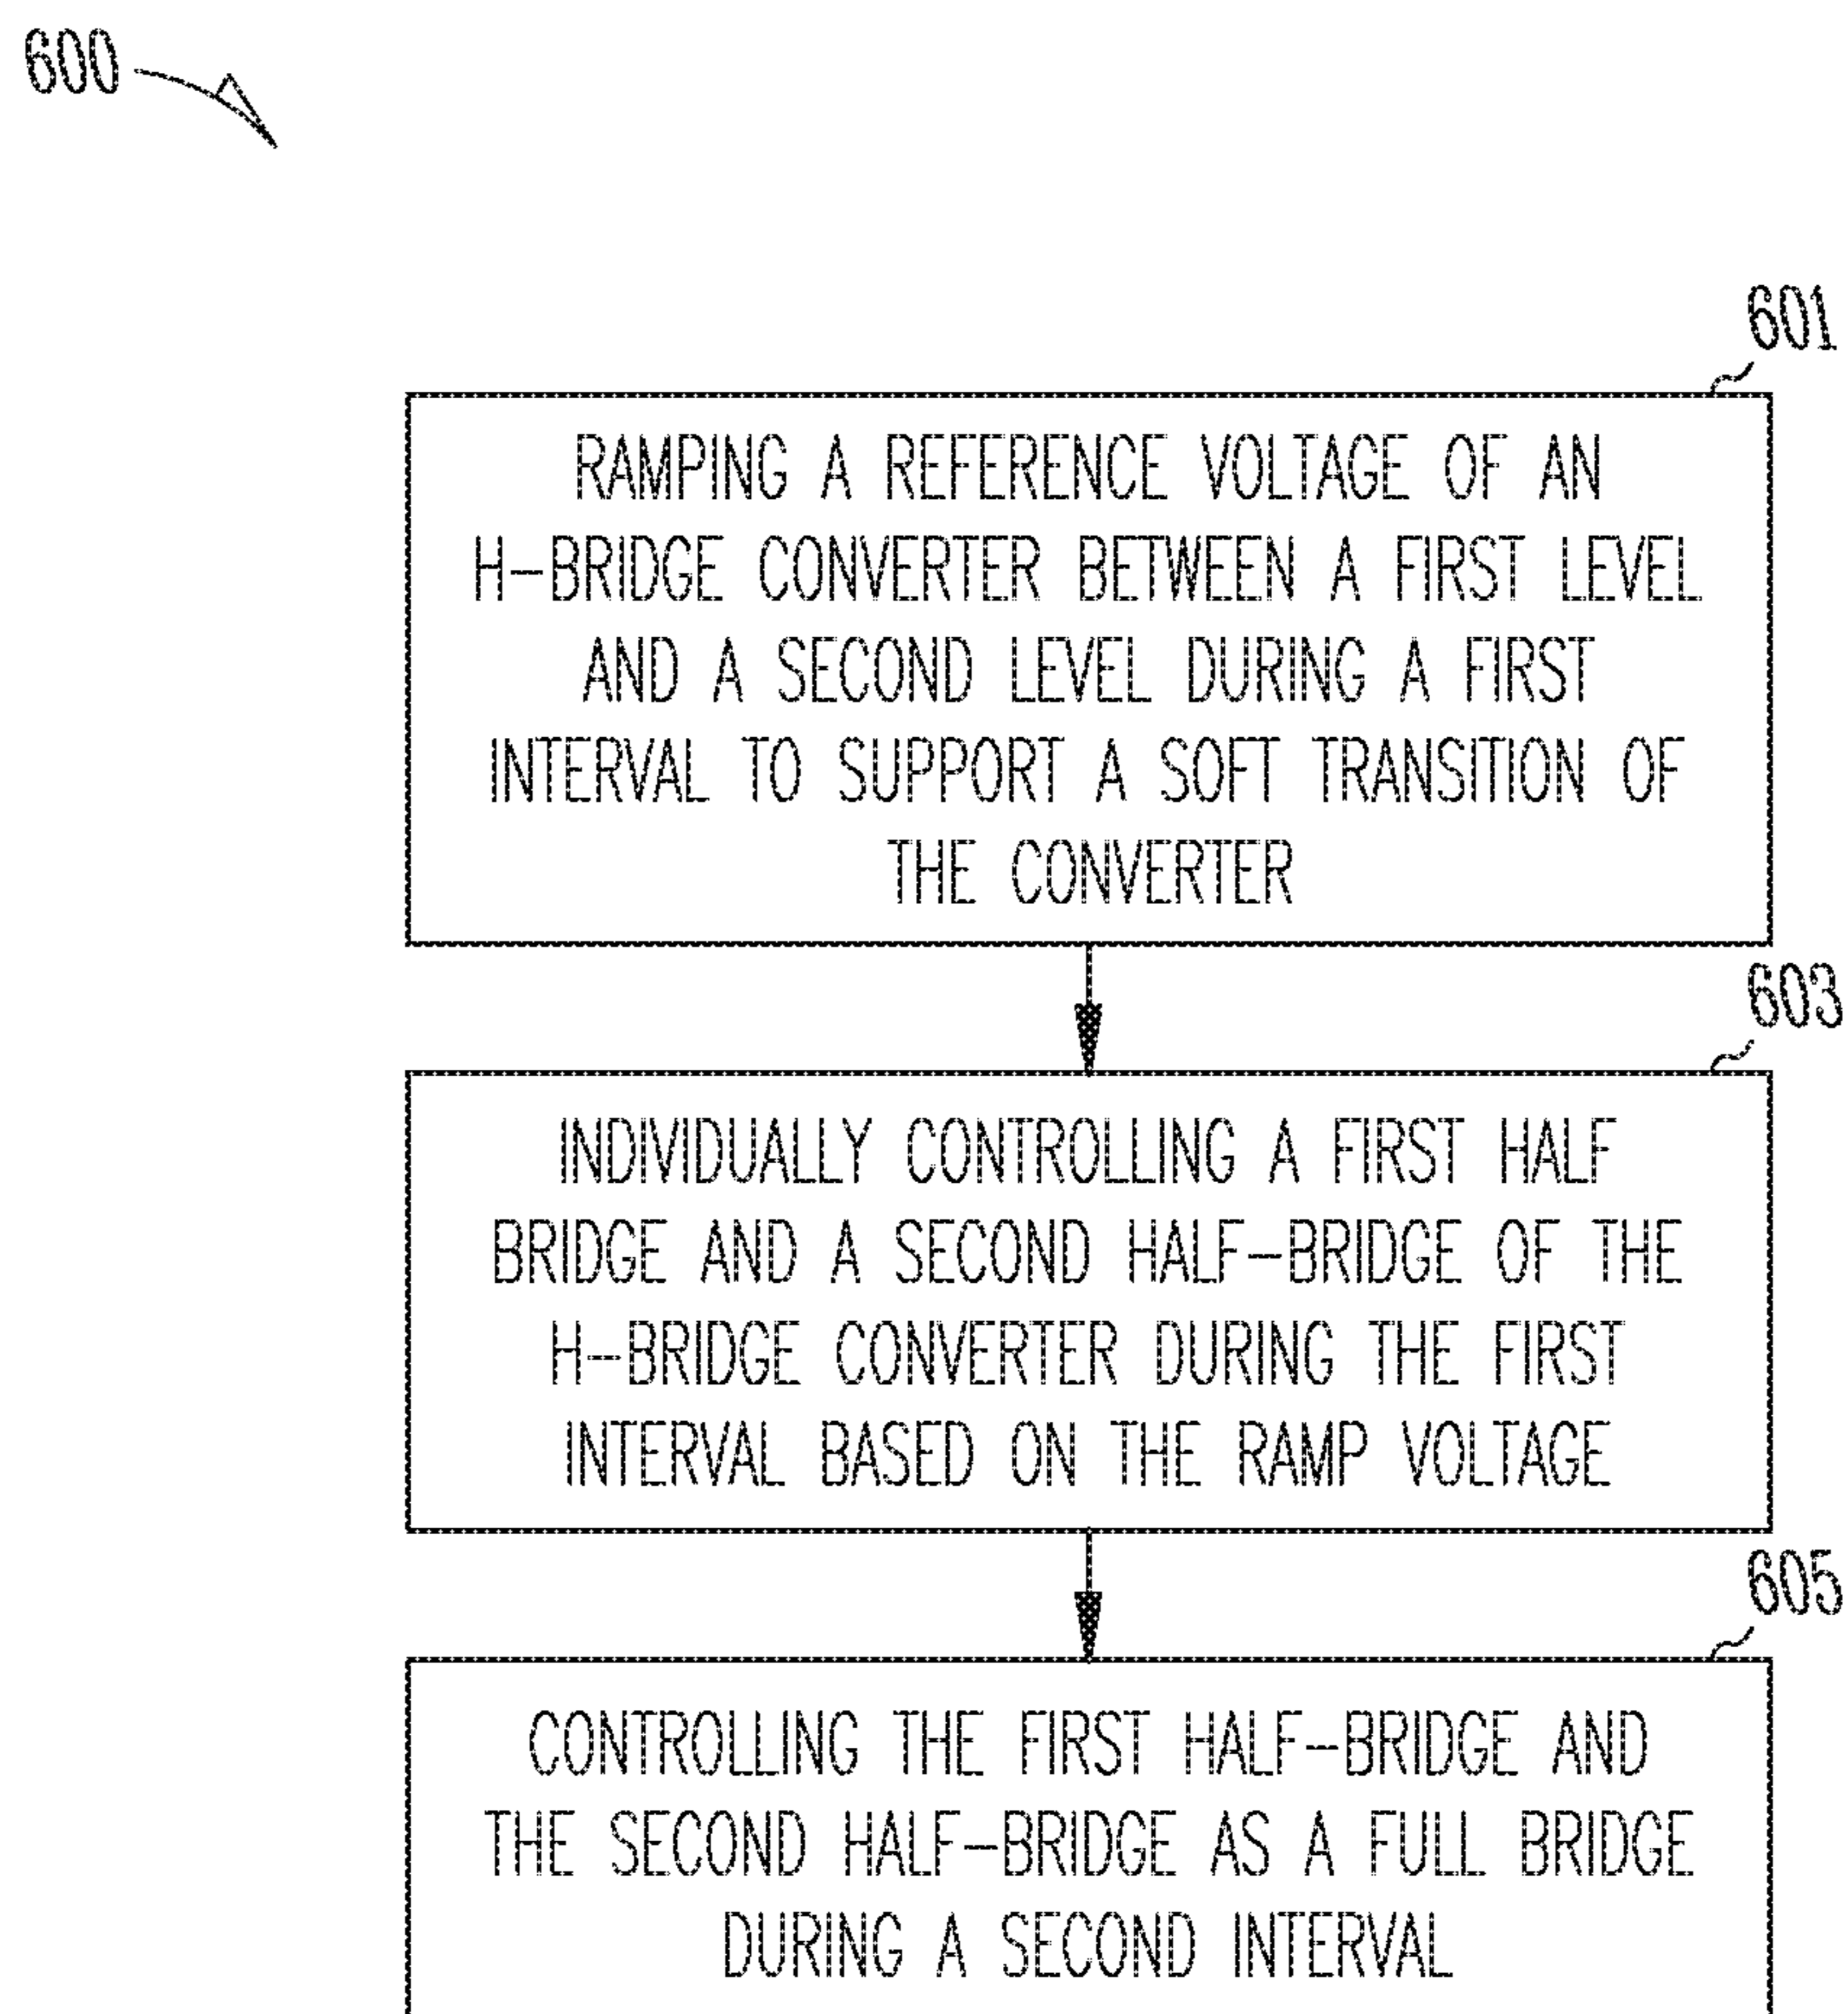 600
601
RAMPING A REFERENCE VOLTAGE OF AN
H-BRIDGE CONVERTER BETWEEN A FIRST LEVEL
AND A SECOND LEVEL DURING A FIRST
INTERVAL TO SUPPORT A SOFT TRANSITION OF
THE CONVERTER
603
INDIVIDUALLY CONTROLLING A FIRST HALF
BRIDGE AND A SECOND HALF-BRIDGE OF THE
H-BRIDGE CONVERTER DURING THE FIRST
INTERVAL BASED ON THE RAMP VOLTAGE
605
CONTROLLING THE FIRST HALF-BRIDGE AND
THE SECOND HALF-BRIDGE AS A FULL BRIDGE
DURING A SECOND INTERVAL